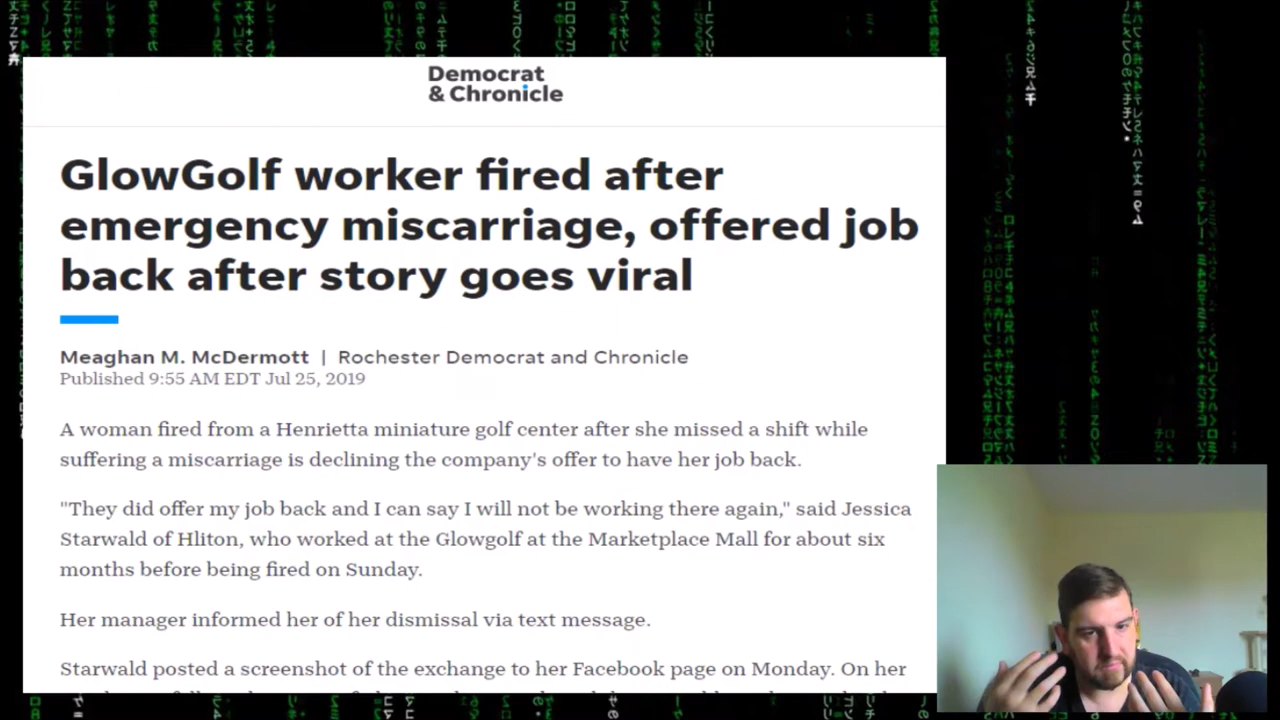 Democrat
& Chronicle
GlowGolf worker fired after
emergency miscarriage, offered job
back after story goes viral
Meaghan M. McDermott | Rochester Democrat and Chronicle
Published 9:55 AM EDT Jul 25, 2019
A woman fired from a Henrietta miniature golf center after she missed a shift while
suffering a miscarriage is declining the company's offer to have her job back.
"They did offer my job back and I can say I will not be working there again," said Jessica
Starwald of Hliton, who worked at the Glowgolf at the Marketplace Mall for about six
months before being fired on Sunday.
Her manager informed her of her dismissal via text message.
Starwald posted a screenshot of the exchange to her Facebook page on Monday. On her